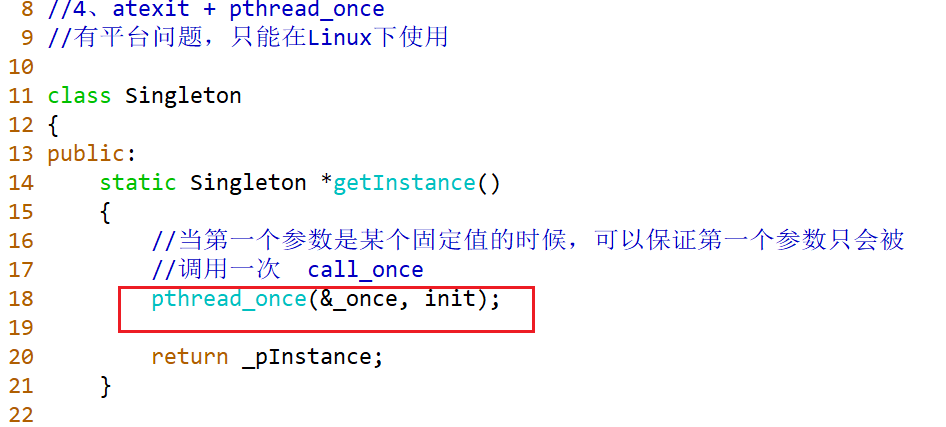 8 //4、atexit + pthread_once
9 //有平台问题，只能在Linux下使用
10
11 class Singleton
12 {
13 public:
14     static Singleton *getInstance()
15     {
16         //当第一个参数是某个固定值的时候，可以保证第一个参数只会被
17         //调用一次  call_once
18         pthread_once(&_once, init);
19
20         return _pInstance;
21     }
22